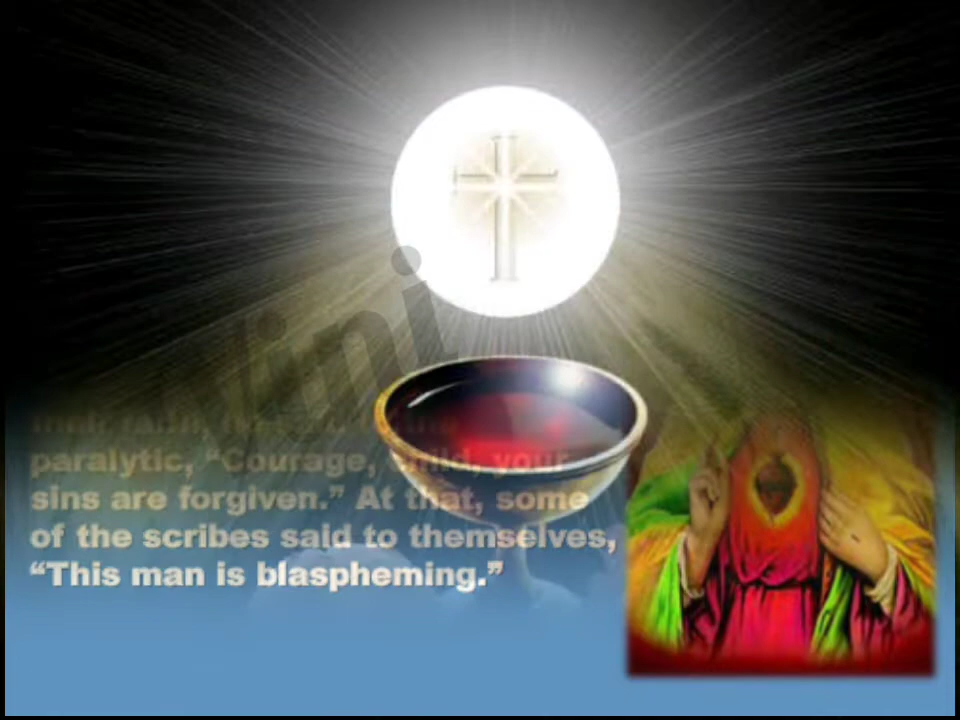 paralytic, “Courage, child, your
sins are forgiven.” At that, some
of the scribes said to themselves,
“This man is blaspheming.”
Vini